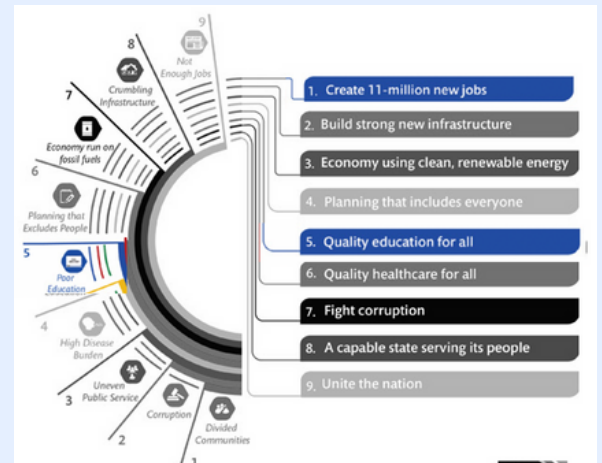 9
Not
Enough Jobs
8
Crumbling
Infrastructure
7
Economy run on
fossil fuels
6
Planning that
Excludes People
5
Poor
Education
4
High Disease
Burden
3
Uneven
Public Service
2
Corruption
1
Divided
Communities
1. Create 11-million new jobs
2. Build strong new infrastructure
3. Economy using clean, renewable energy
4. Planning that includes everyone
5. Quality education for all
6. Quality healthcare for all
7. Fight corruption
8. A capable state serving its people
9. Unite the nation